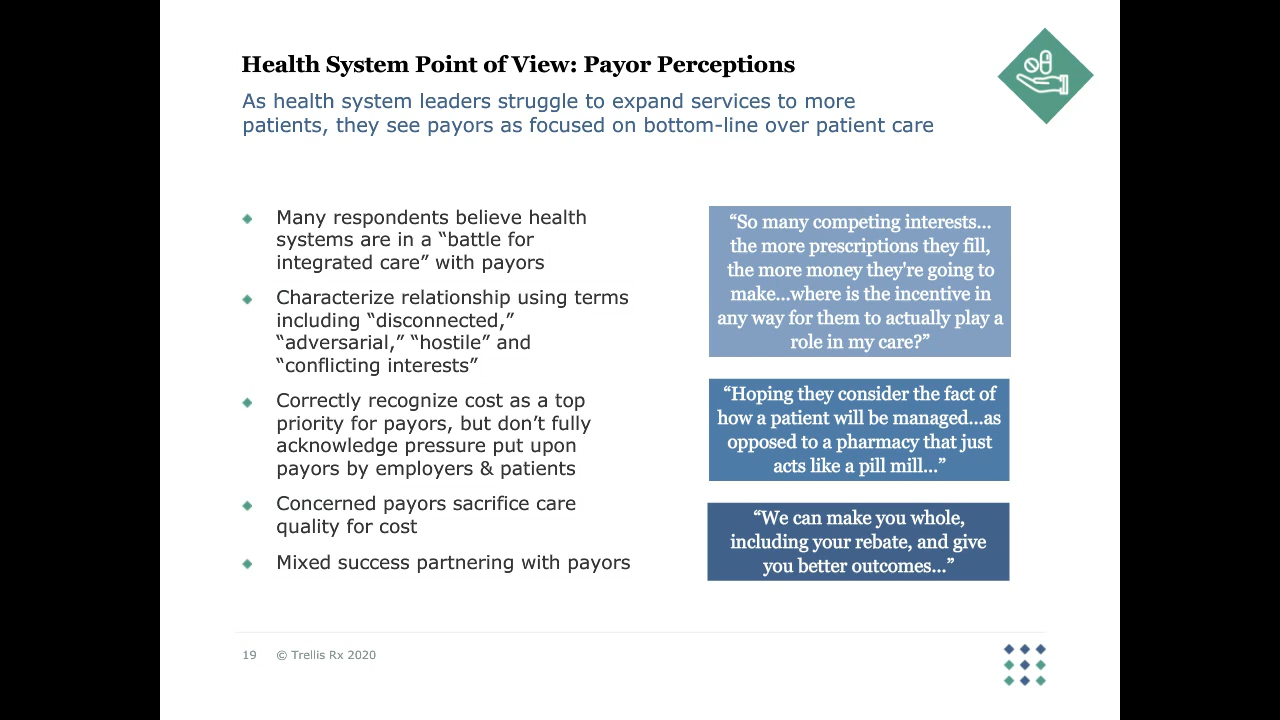 Health System Point of View: Payor Perceptions
As health system leaders struggle to expand services to more
patients, they see payors as focused on bottom-line over patient care
Many respondents believe health
systems are in a “battle for
integrated care” with payors
Characterize relationship using terms
including “disconnected,”
“adversarial,” “hostile” and
“conflicting interests”
Correctly recognize cost as a top
priority for payors, but don’t fully
acknowledge pressure put upon
payors by employers & patients
Concerned payors sacrifice care
quality for cost
Mixed success partnering with payors
“So many competing interests…
the more prescriptions they fill,
the more money they're going to
make…where is the incentive in
any way for them to actually play a
role in my care?”
“Hoping they consider the fact of
how a patient will be managed…as
opposed to a pharmacy that just
acts like a pill mill…”
“We can make you whole,
including your rebate, and give
you better outcomes…”
19 © Trellis Rx 2020